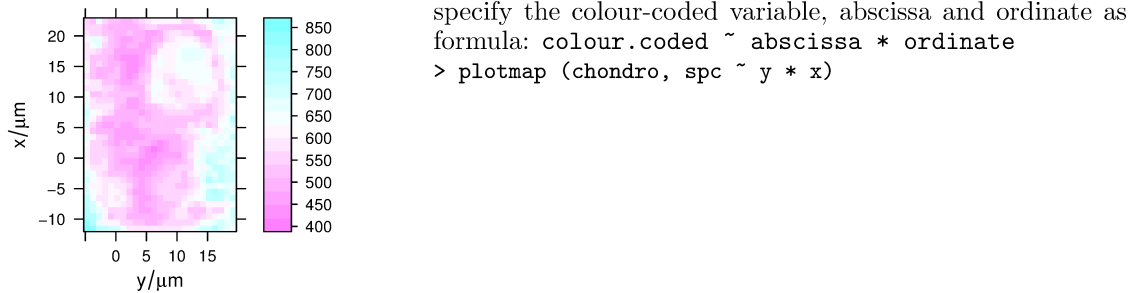 specify the colour-coded variable, abscissa and ordinate as
formula: colour.coded ~ abscissa * ordinate
> plotmap (chondro, spc ~ y * x)
x/μm
20
15
10
5
0
−5
−10
0 5 10 15
y/μm
850
800
750
700
650
600
550
500
450
400